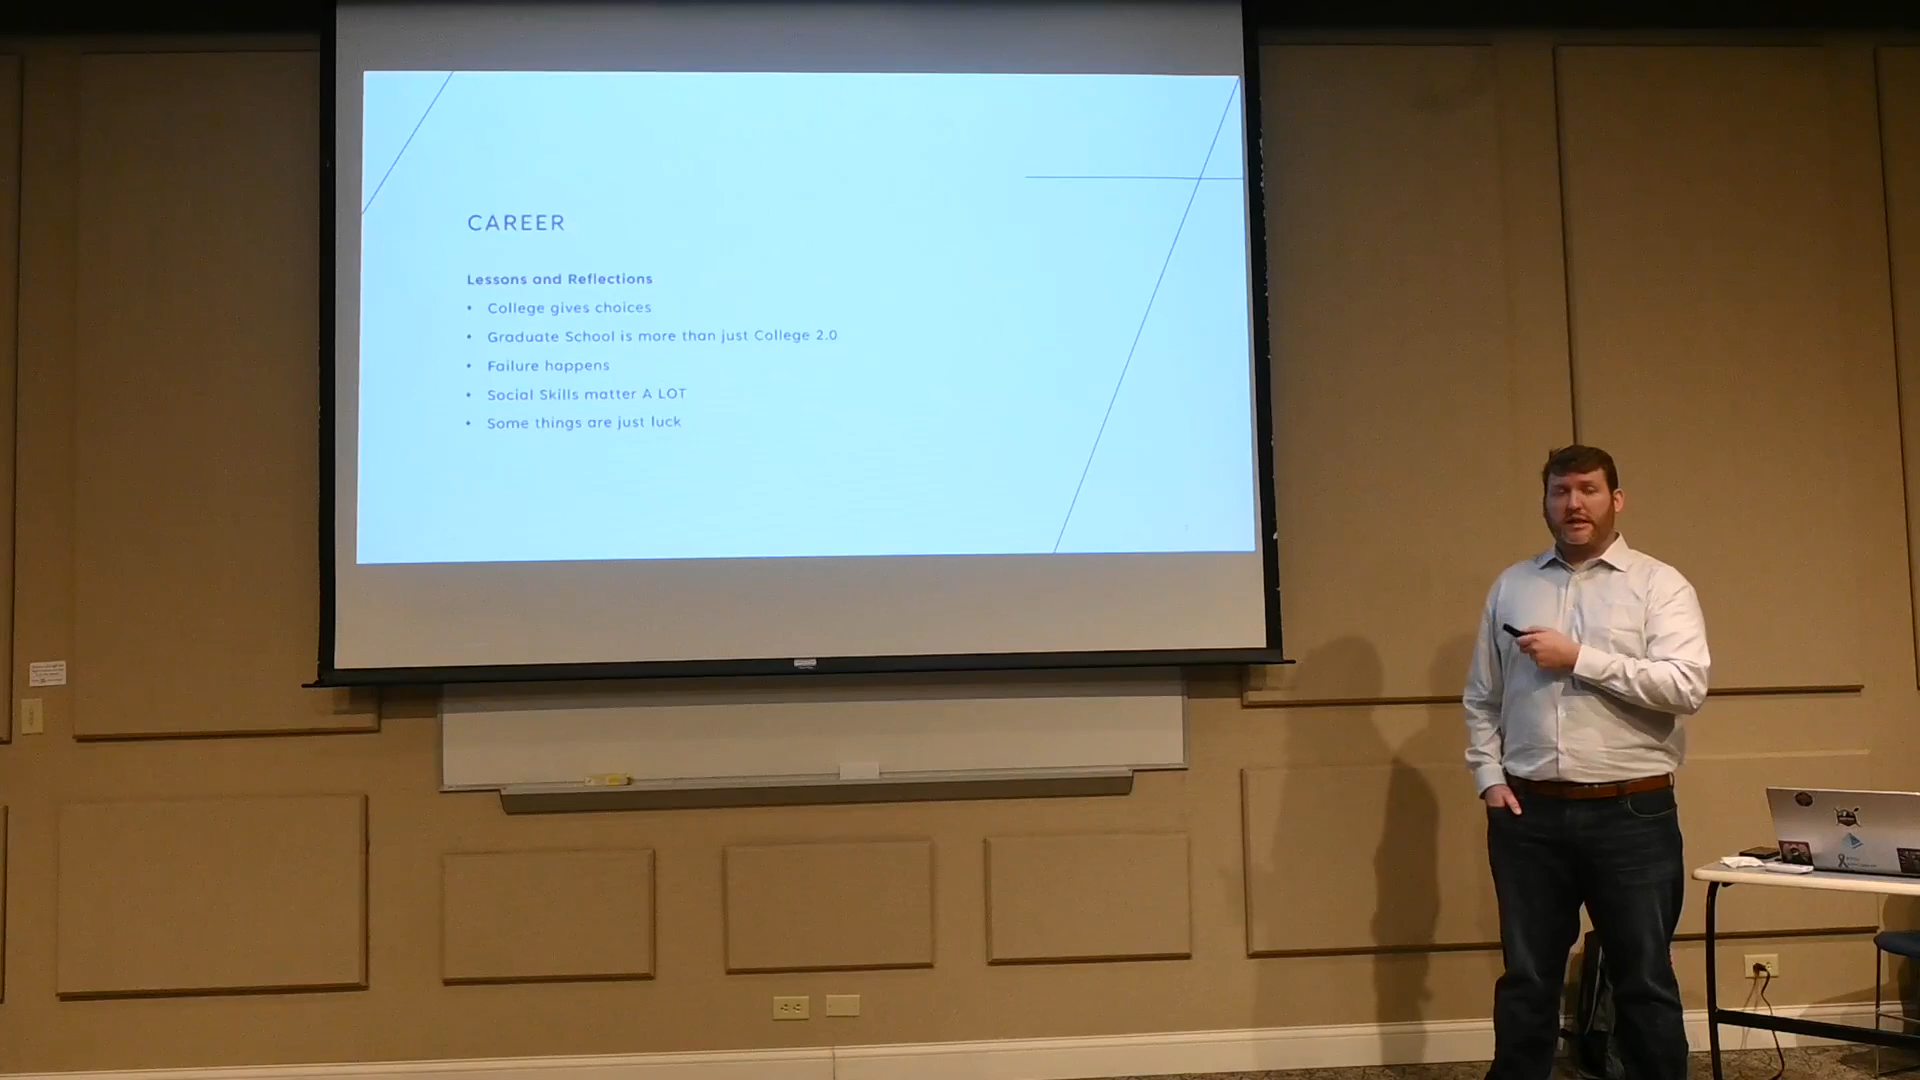 CAREER
Lessons and Reflections
• College gives choices
• Graduate School is more than just College 2.0
• Failure happens
• Social Skills matter A LOT
• Some things are just luck